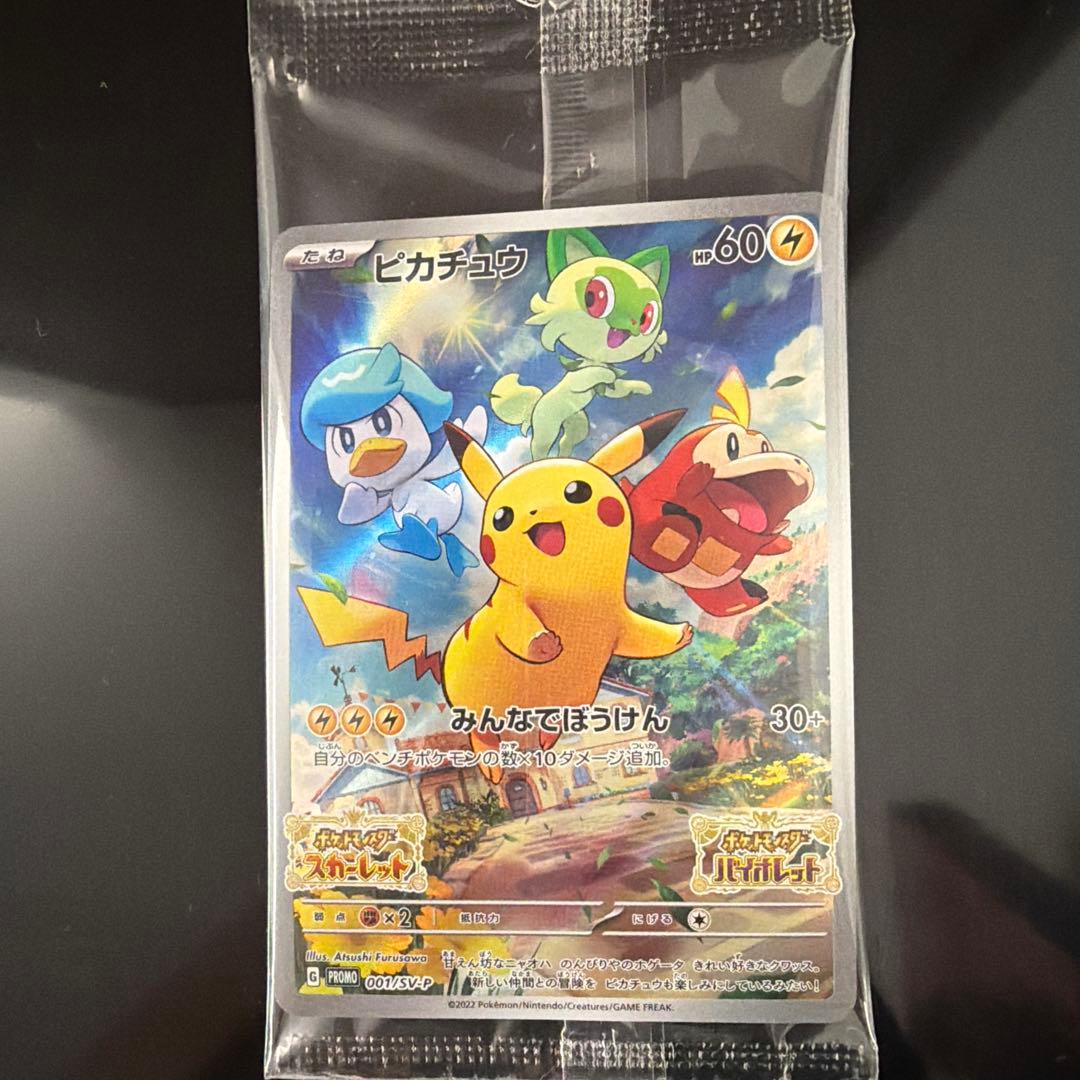 たね ピカチュウ HP60
みんなでぼうけん 30+
自分のベンチポケモンの数×10ダメージ追加。
ポケットモンスター
スカーレット
ポケットモンスター
バイオレット
弱点 ×2 抵抗力 にげる
Illus. Atsushi Furusawa
G PROMO 001/SV-P
甘えん坊なニャオハ のんびりやのホゲータ きれい好きなクワッス。
新しい仲間との冒険を ピカチュウも楽しみにしているみたい!
©2022 Pokémon/Nintendo/Creatures/GAME FREAK.